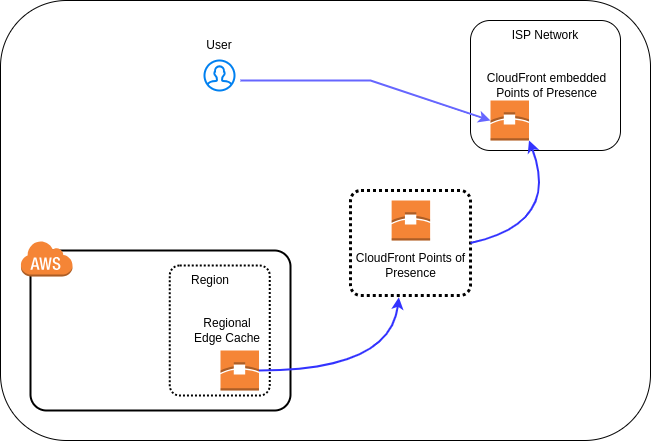 User
ISP Network
CloudFront embedded
Points of Presence
CloudFront Points of
Presence
AWS
Region
Regional
Edge Cache